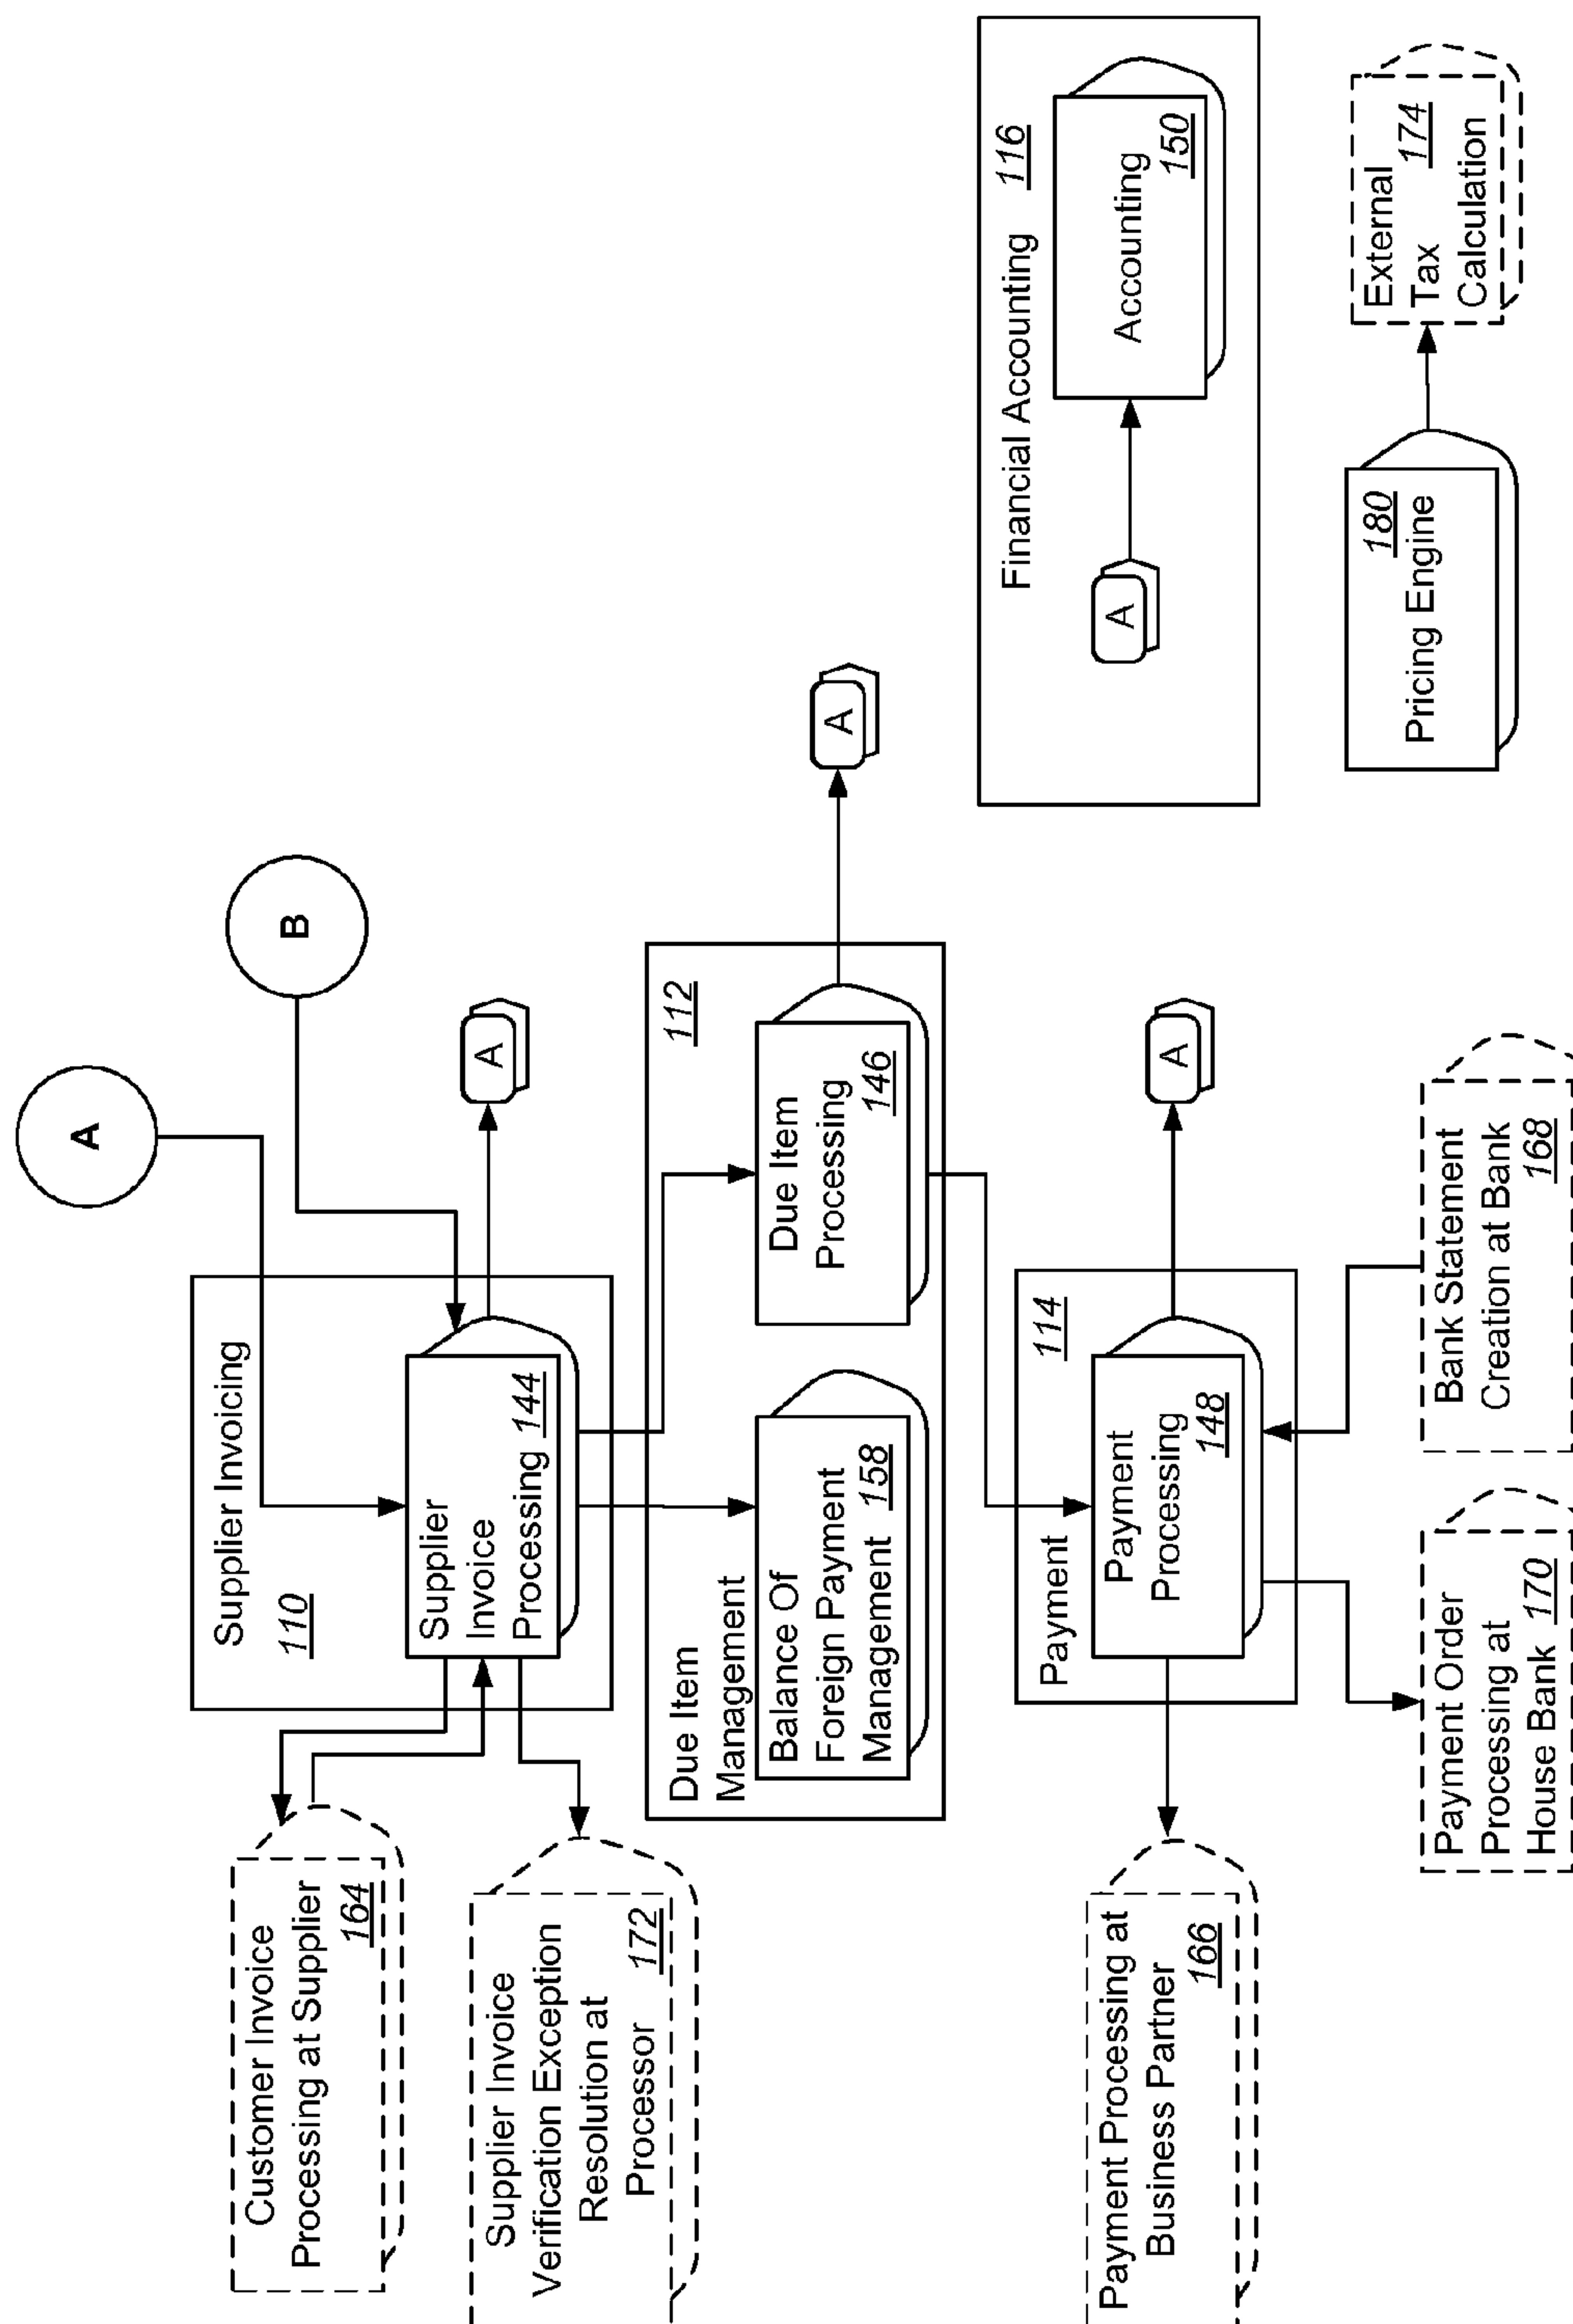 A
B
Supplier Invoicing
110
Supplier
Invoice
Processing 144
A
Customer Invoice
Processing at Supplier
164
Supplier Invoice
Verification Exception
Resolution at
Processor 172
Due Item
Management
112
Balance Of
Foreign Payment
Management 158
Due Item
Processing
146
A
Payment
114
Payment
Processing
148
A
Payment Processing at
Business Partner 166
Payment Order
Processing at
House Bank 170
Bank Statement
Creation at Bank
168
Financial Accounting 116
A
Accounting
150
180
Pricing Engine
External
Tax 174
Calculation